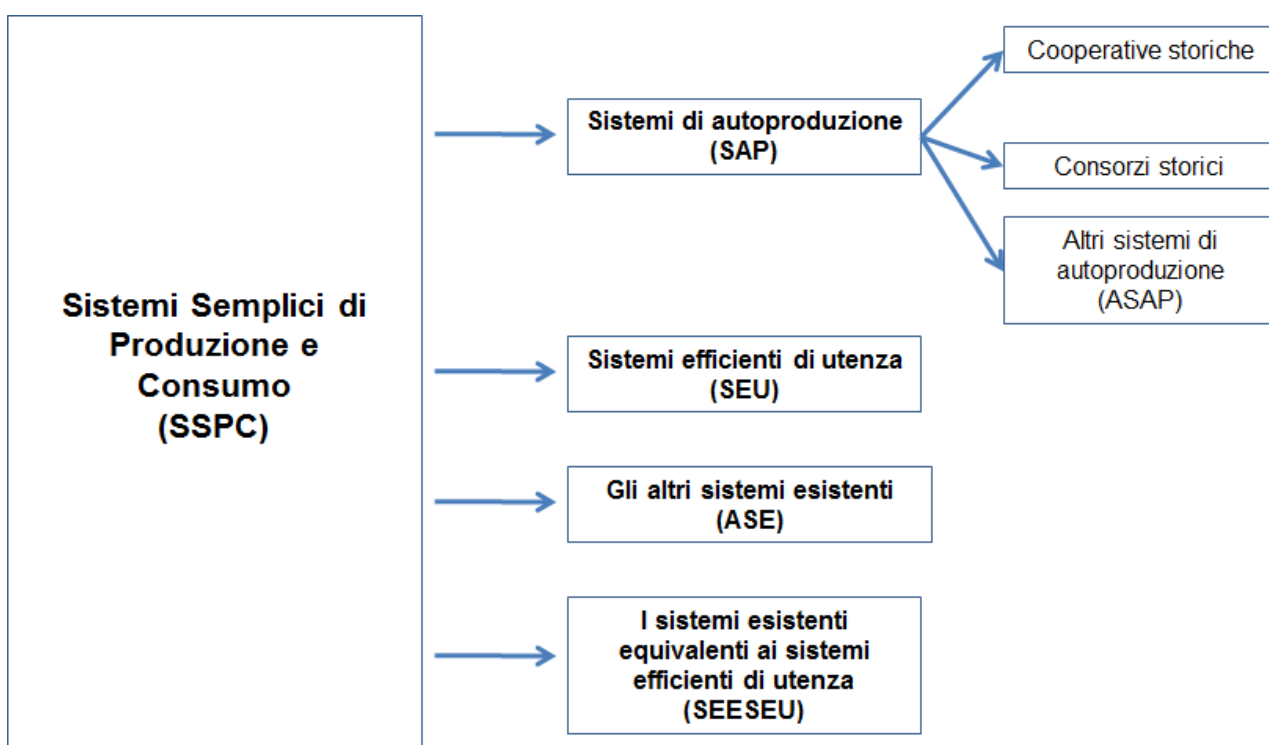 Sistemi Semplici di
Produzione e
Consumo
(SSPC)
Sistemi di autoproduzione
(SAP)
Cooperative storiche
Consorzi storici
Altri sistemi di
autoproduzione
(ASAP)
Sistemi efficienti di utenza
(SEU)
Gli altri sistemi esistenti
(ASE)
I sistemi esistenti
equivalenti ai sistemi
efficienti di utenza
(SEESEU)